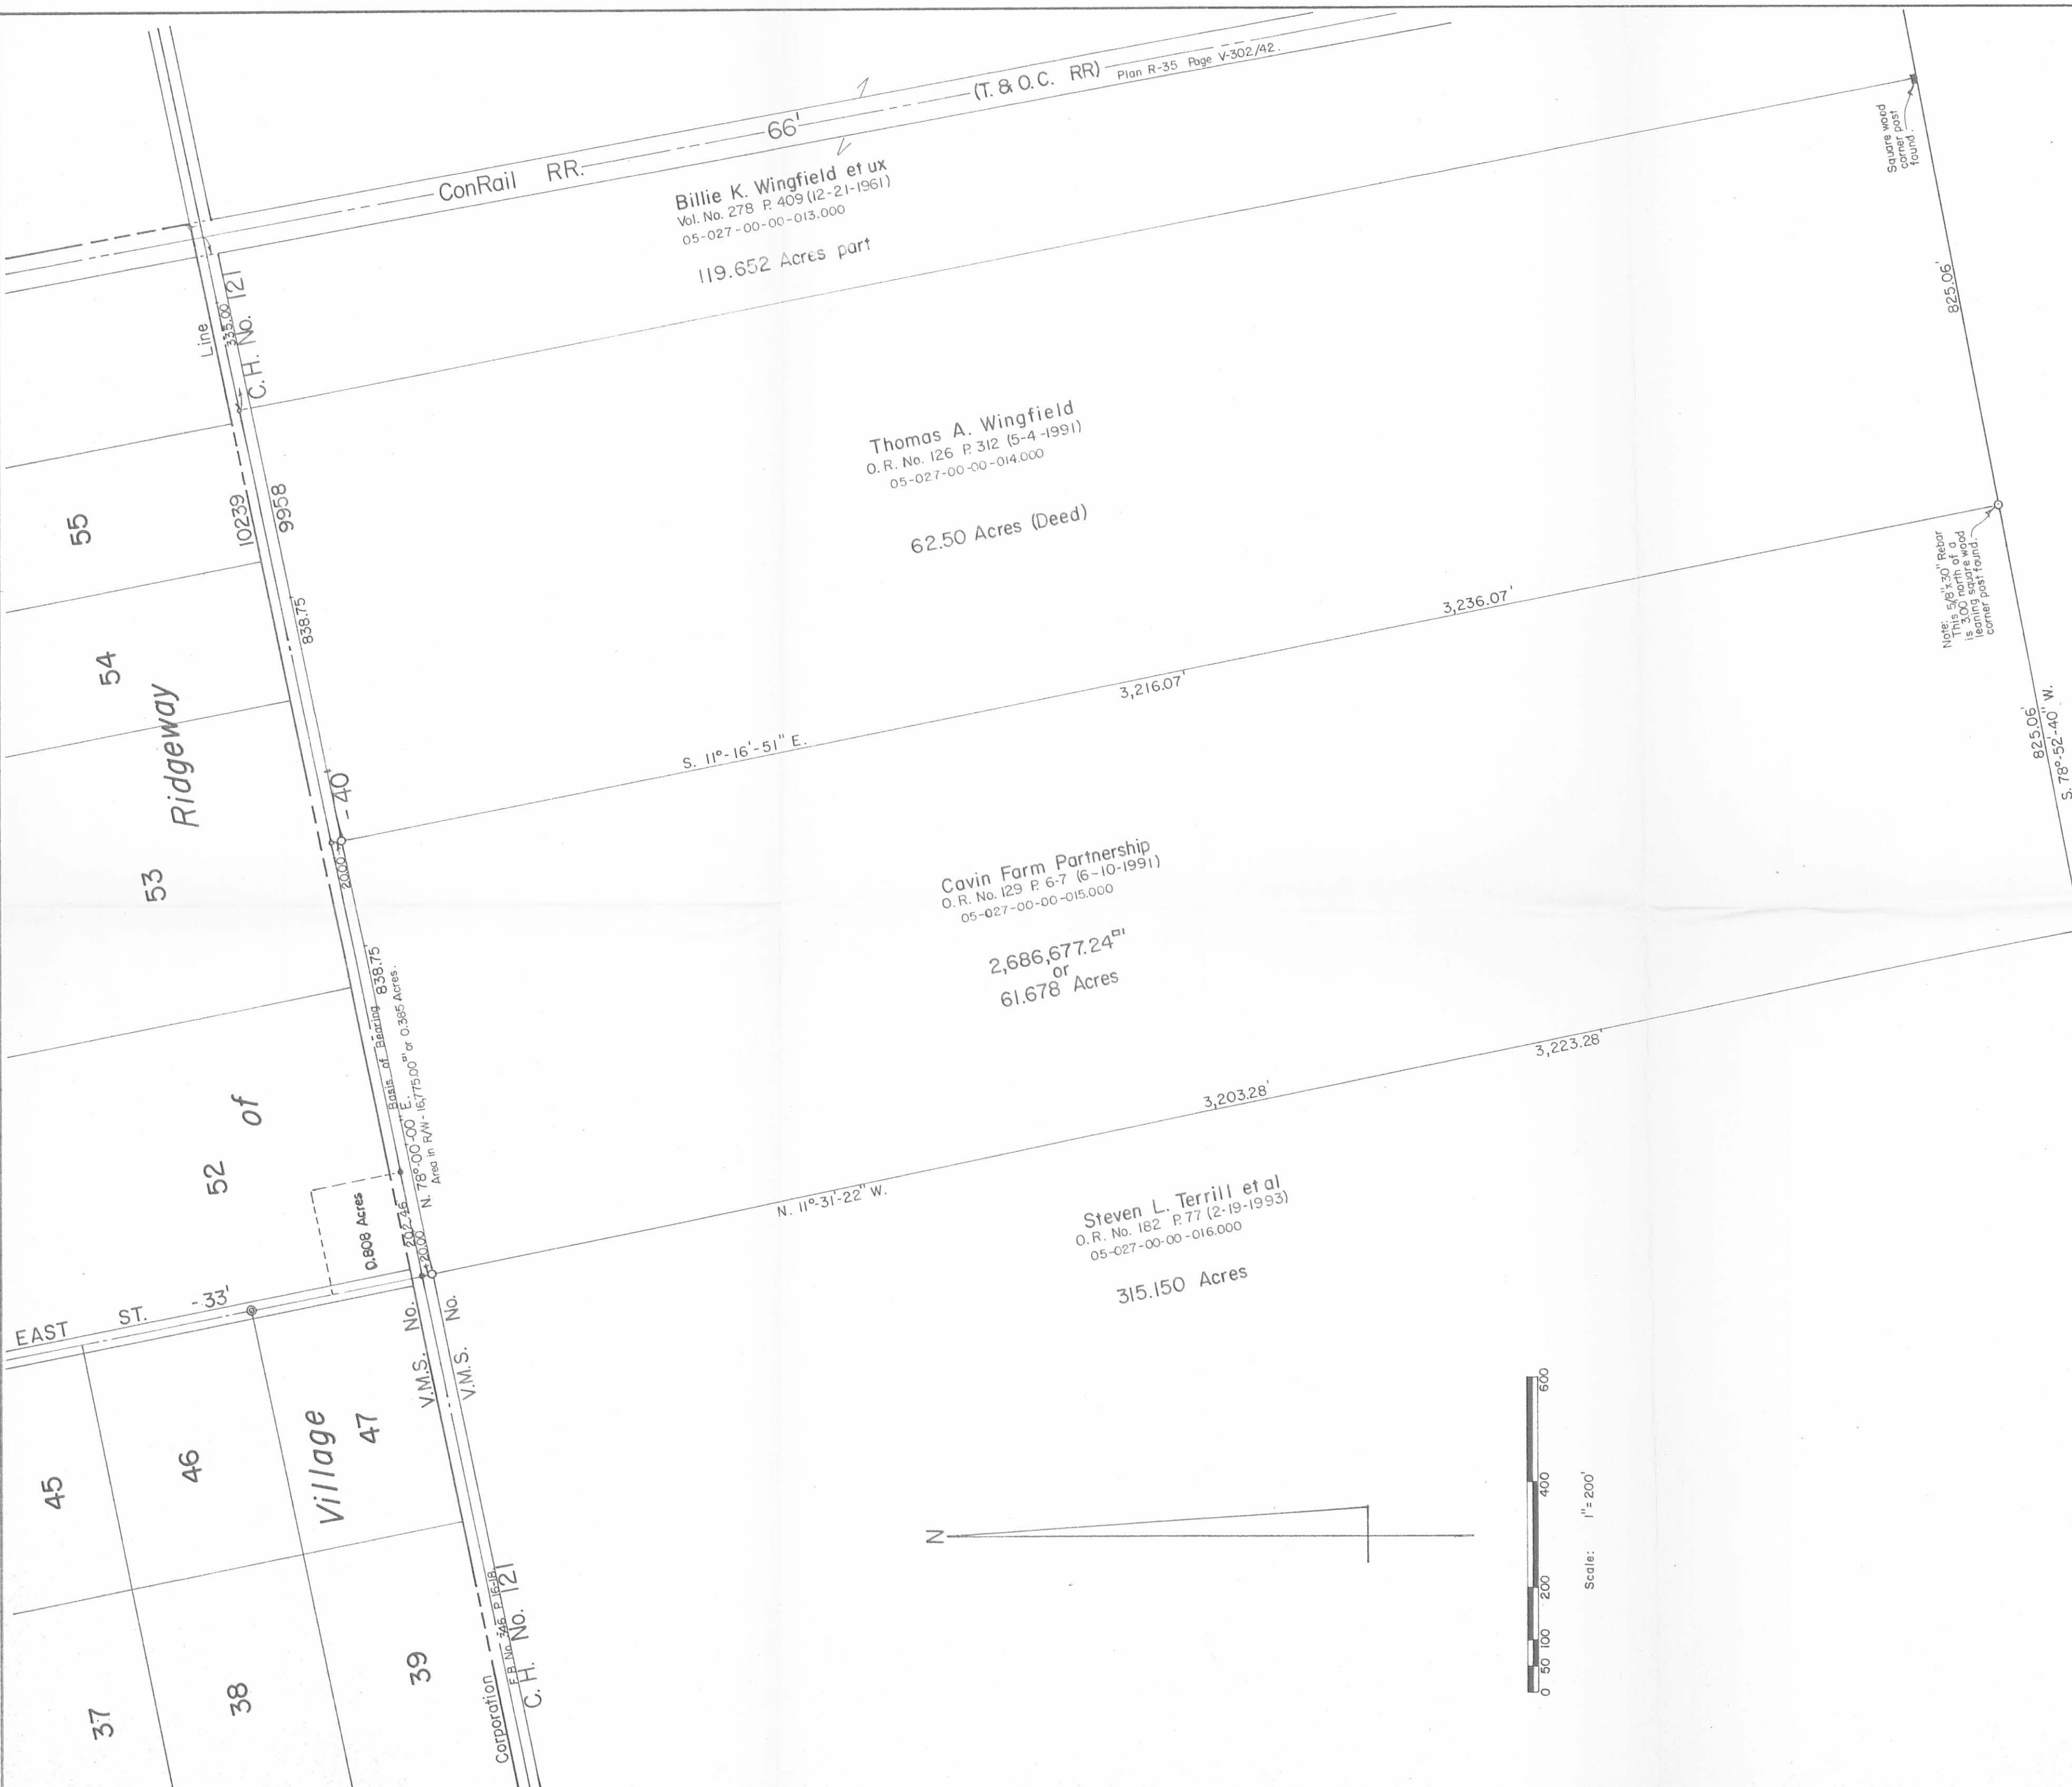 (T. & O.C. RR)
Plan R-35 Page V-302/42.
66'
ConRail RR.
Billie K. Wingfield et ux
Vol. No. 278 P. 409 (12-21-1961)
05-027-00-00-013.000
119.652 Acres part
Square wood
corner post
found.
825.06'
Line
335.00'
C. H. No. 121
Thomas A. Wingfield
O. R. No. 126 P. 312 (5-4-1991)
05-027-00-00-014.000
62.50 Acres (Deed)
10239
9958
838.75'
55
54
53
52
Ridgeway
of
Village
3,236.07'
3,216.07'
S. 11°-16'-51" E.
Note:
This 5/8"x30" Rebar
is 3.00 north of a
leaning square wood
corner post found.
825.06'
S. 78°-52'-40" W.
40'
20.00
Cavin Farm Partnership
O. R. No. 129 P. 6-7 (6-10-1991)
05-027-00-00-015.000
2,686,677.24□'
or
61.678 Acres
Basis of Bearing 838.75'
N. 78°-00'-00" E.
Area in R/W - 16,775.00□' or 0.385 Acres.
0.808 Acres
202.46
20.00
3,223.28'
3,203.28'
N. 11°-31'-22" W.
Steven L. Terrill et al
O. R. No. 182 P. 77 (2-19-1993)
05-027-00-00-016.000
315.150 Acres
EAST ST. - 33'
V.M.S. No.
V.M.S. No.
45
46
47
37
38
39
Corporation
F.B. No. 346 P. 16-18
C. H. No. 121
N
0 50 100 200 400 600
Scale: 1" = 200'